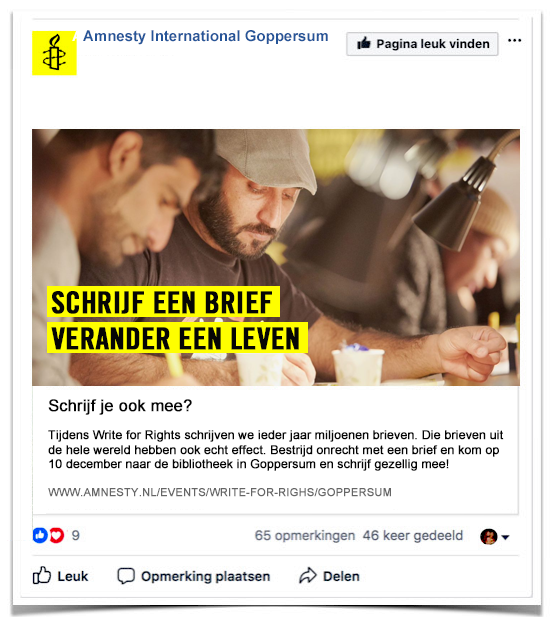 Amnesty International Goppersum
Pagina leuk vinden
SCHRIJF EEN BRIEF
VERANDER EEN LEVEN
Schrijf je ook mee?
Tijdens Write for Rights schrijven we ieder jaar miljoenen brieven. Die brieven uit
de hele wereld hebben ook echt effect. Bestrijd onrecht met een brief en kom op
10 december naar de bibliotheek in Goppersum en schrijf gezellig mee!
WWW.AMNESTY.NL/EVENTS/WRITE-FOR-RIGHS/GOPPERSUM
9 65 opmerkingen 46 keer gedeeld
Leuk Opmerking plaatsen Delen